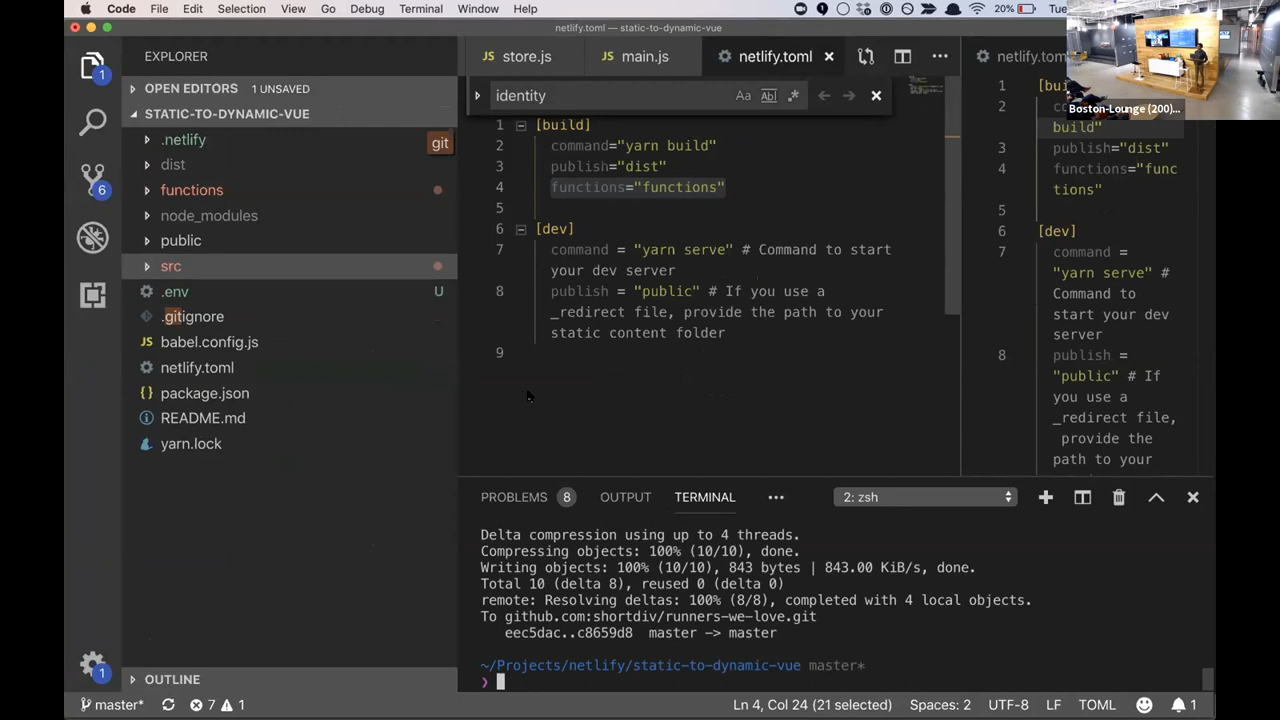 Code File Edit Selection View Go Debug Terminal Window Help
20% Tue
netlify.toml — static-to-dynamic-vue
EXPLORER
OPEN EDITORS 1 UNSAVED
STATIC-TO-DYNAMIC-VUE
.netlify
git
dist
functions
node_modules
public
src
.env U
.gitignore
babel.config.js
netlify.toml
package.json
README.md
yarn.lock
OUTLINE
1
6
1
JS store.js
JS main.js
netlify.toml
identity
Aa Abl .*
1 [build]
2 command="yarn build"
3 publish="dist"
4 functions="functions"
5
6 [dev]
7 command = "yarn serve" # Command to start
your dev server
8 publish = "public" # If you use a
_redirect file, provide the path to your
static content folder
9
netlify.toml
Boston-Lounge (200)...
1 [bui
2 co
build"
3 publish="dist"
4 functions="func
tions"
5
6 [dev]
7 command =
"yarn serve" #
Command to
start your dev
server
8 publish =
"public" # If
you use a
_redirect file,
provide the
path to your
PROBLEMS 8 OUTPUT TERMINAL 2: zsh
Delta compression using up to 4 threads.
Compressing objects: 100% (10/10), done.
Writing objects: 100% (10/10), 843 bytes | 843.00 KiB/s, done.
Total 10 (delta 8), reused 0 (delta 0)
remote: Resolving deltas: 100% (8/8), completed with 4 local objects.
To github.com:shortdiv/runners-we-love.git
eec5dac..c8659d8 master -> master
~/Projects/netlify/static-to-dynamic-vue master*
❯
master* 7 1 Ln 4, Col 24 (21 selected) Spaces: 2 UTF-8 LF TOML 1